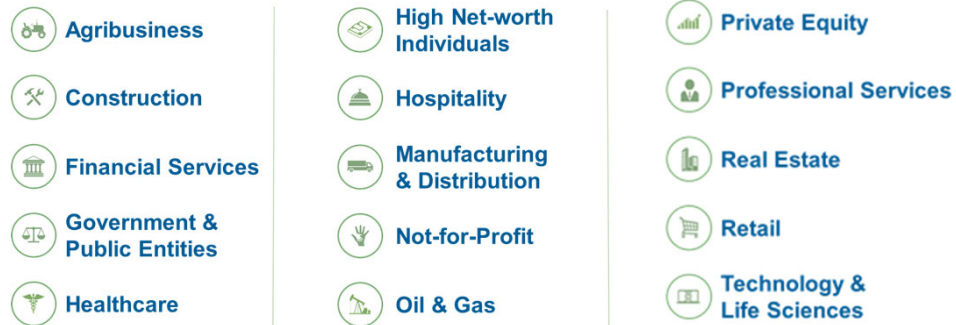 Agribusiness
Construction
Financial Services
Government &
Public Entities
Healthcare
High Net-worth
Individuals
Hospitality
Manufacturing
& Distribution
Not-for-Profit
Oil & Gas
Private Equity
Professional Services
Real Estate
Retail
Technology &
Life Sciences